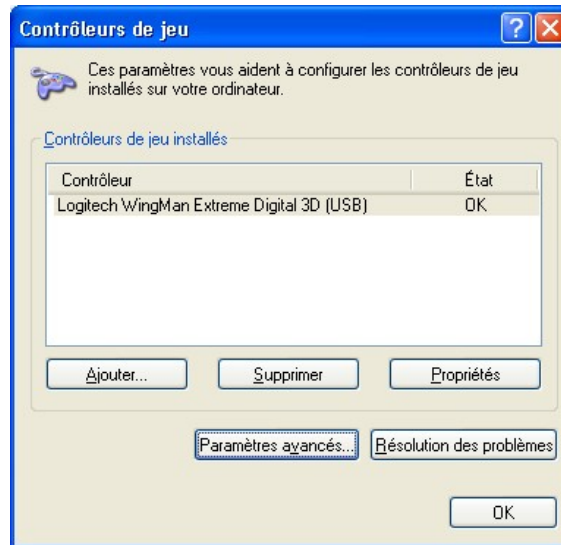 Contrôleurs de jeu
Ces paramètres vous aident à configurer les contrôleurs de jeu
installés sur votre ordinateur.
Contrôleurs de jeu installés
Contrôleur État
Logitech WingMan Extreme Digital 3D (USB) OK
Ajouter... Supprimer Propriétés
Paramètres avancés... Résolution des problèmes
OK